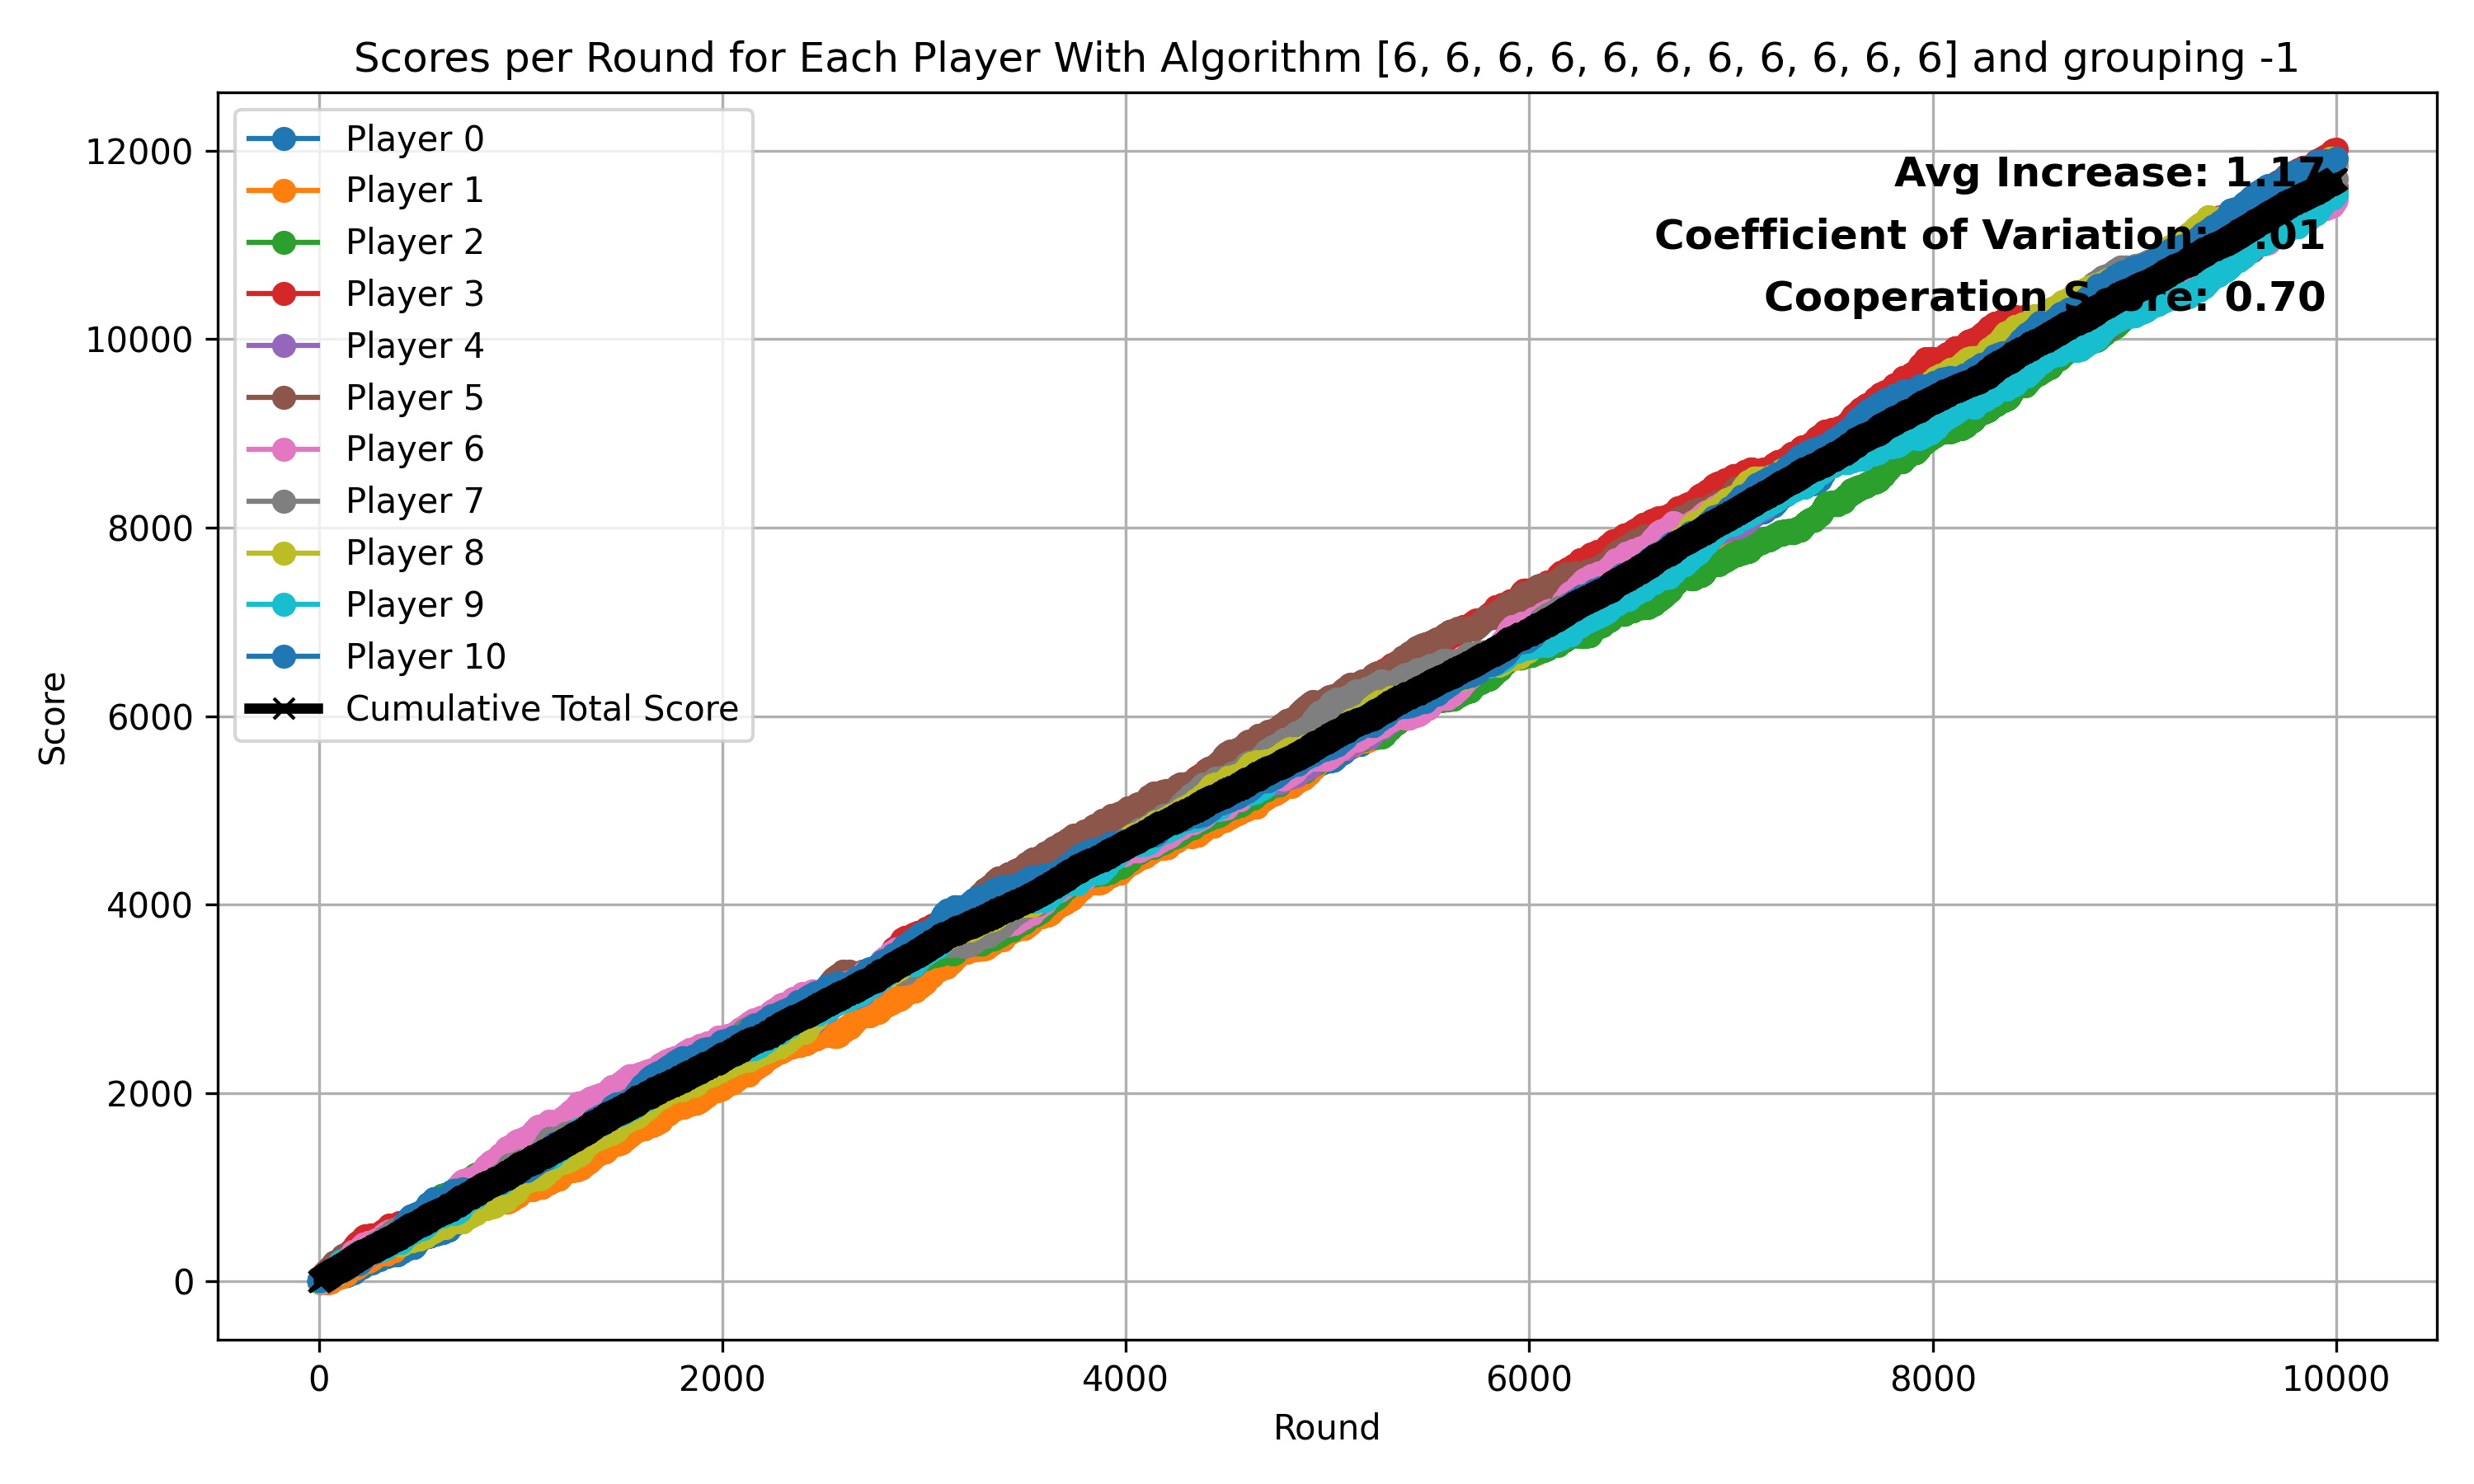 Scores per Round for Each Player With Algorithm [6, 6, 6, 6, 6, 6, 6, 6, 6, 6, 6] and grouping -1
Player 0
Player 1
Player 2
Player 3
Player 4
Player 5
Player 6
Player 7
Player 8
Player 9
Player 10
Cumulative Total Score
Avg Increase: 1.17
Coefficient of Variation: .01
Cooperation Score: 0.70
Score
12000
10000
8000
6000
4000
2000
0
0
2000
4000
6000
8000
10000
Round